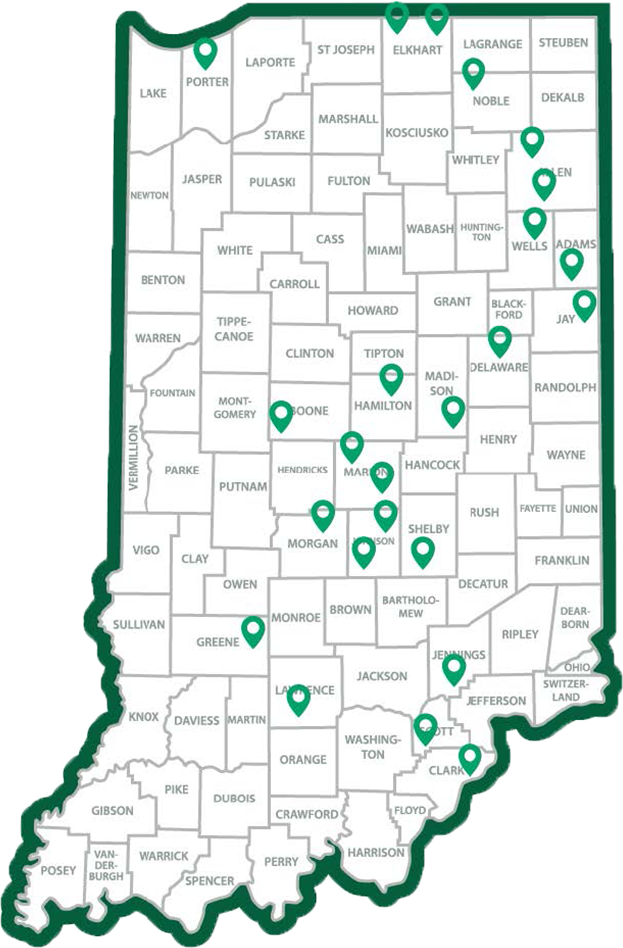 ST JOSEPH
ELKHART
LAGRANGE
STEUBEN
LAPORTE
PORTER
LAKE
NOBLE
DEKALB
MARSHALL
KOSCIUSKO
STARKE
WHITLEY
LLEN
JASPER
PULASKI
FULTON
NEWTON
WABASH
HUNTING-
TON
WELLS
ADAMS
WHITE
CASS
MIAMI
BENTON
CARROLL
GRANT
BLACK-
FORD
JAY
HOWARD
TIPPE-
CANOE
WARREN
CLINTON
TIPTON
DELAWARE
MADI-
SON
RANDOLPH
FOUNTAIN
MONT-
GOMERY
BOONE
HAMILTON
HENRY
WAYNE
VERMILLION
PARKE
PUTNAM
HENDRICKS
MARION
HANCOCK
RUSH
FAYETTE
UNION
SHELBY
MORGAN
VIGO
CLAY
FRANKLIN
OWEN
DECATUR
MONROE
BROWN
BARTHOLO-
MEW
DEAR-
BORN
SULLIVAN
GREENE
RIPLEY
JENNINGS
OHIO
JACKSON
LAWRENCE
SWITZER-
LAND
JEFFERSON
KNOX
DAVIESS
MARTIN
SCOTT
WASHING-
TON
ORANGE
CLARK
PIKE
DUBOIS
GIBSON
CRAWFORD
FLOYD
HARRISON
WARRICK
PERRY
VAN-
DER-
BURGH
POSEY
SPENCER